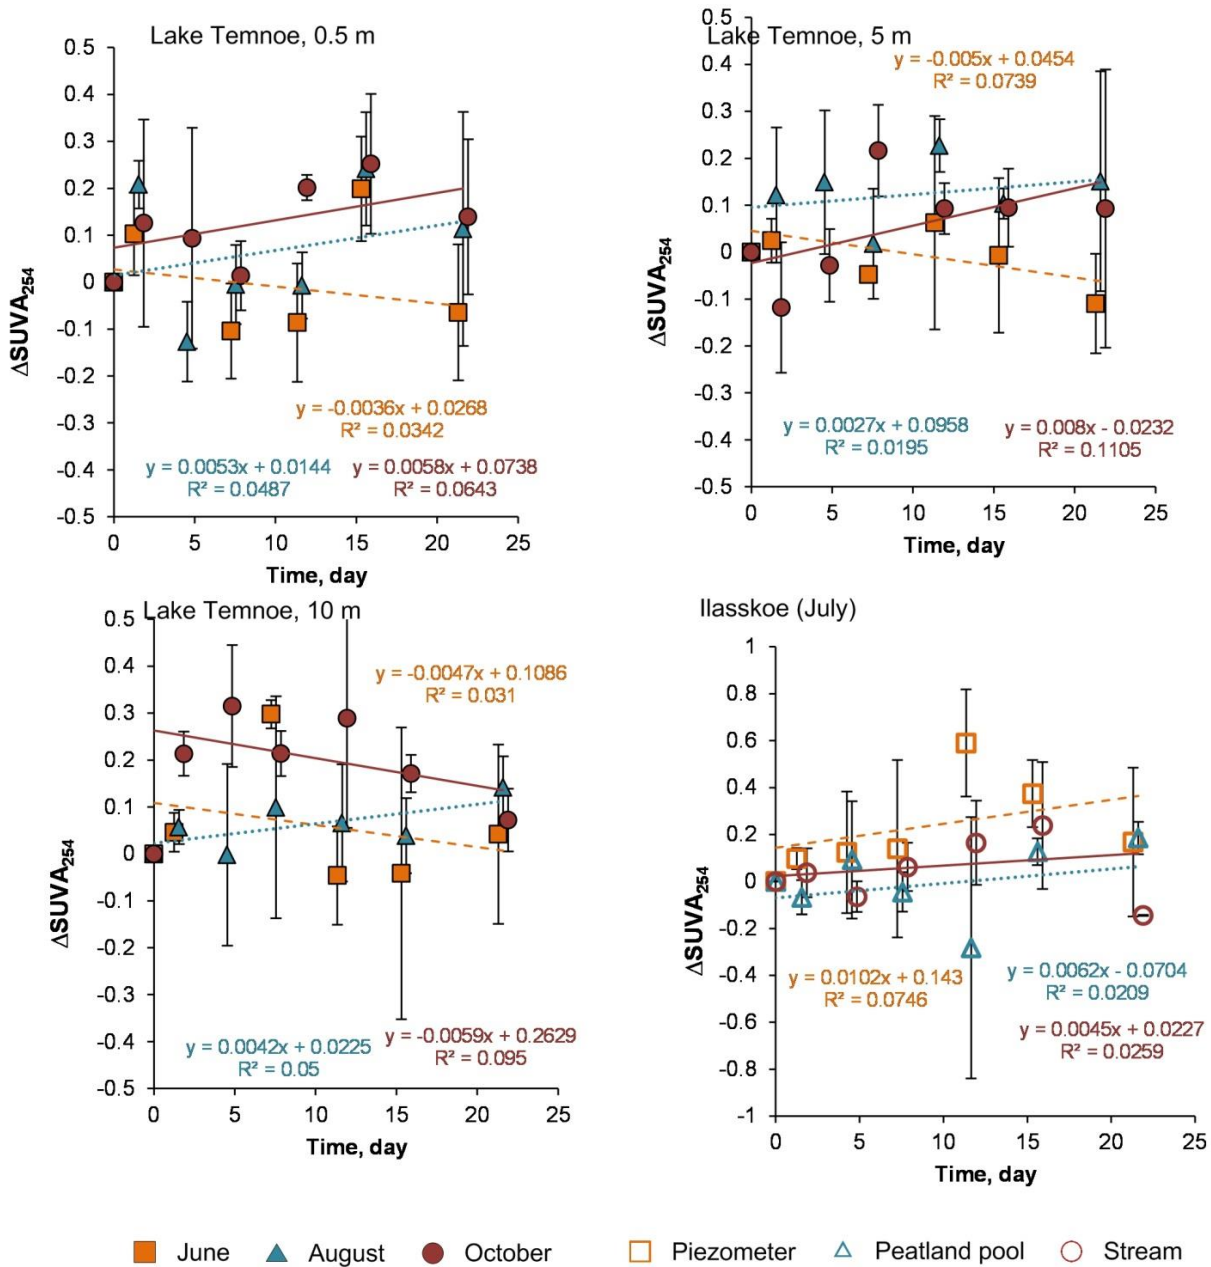 Lake Temnoe, 0.5 m
0.5
0.4
0.3
0.2
0.1
0
-0.1
-0.2
-0.3
-0.4
-0.5
ΔSUVA254
y = -0.0036x + 0.0268
R² = 0.0342
y = 0.0053x + 0.0144
R² = 0.0487
y = 0.0058x + 0.0738
R² = 0.0643
0 5 10 15 20 25
Time, day
Lake Temnoe, 5 m
0.5
0.4
0.3
0.2
0.1
0
-0.1
-0.2
-0.3
-0.4
-0.5
ΔSUVA254
y = -0.005x + 0.0454
R² = 0.0739
y = 0.0027x + 0.0958
R² = 0.0195
y = 0.008x - 0.0232
R² = 0.1105
0 5 10 15 20 25
Time, day
Lake Temnoe, 10 m
0.5
0.4
0.3
0.2
0.1
0
-0.1
-0.2
-0.3
-0.4
-0.5
ΔSUVA254
y = -0.0047x + 0.1086
R² = 0.031
y = 0.0042x + 0.0225
R² = 0.05
y = -0.0059x + 0.2629
R² = 0.095
0 5 10 15 20 25
Time, day
Ilasskoe (July)
1
0.8
0.6
0.4
0.2
0
-0.2
-0.4
-0.6
-0.8
-1
ΔSUVA254
y = 0.0102x + 0.143
R² = 0.0746
y = 0.0062x - 0.0704
R² = 0.0209
y = 0.0045x + 0.0227
R² = 0.0259
0 5 10 15 20 25
Time, day
June August October Piezometer Peatland pool Stream